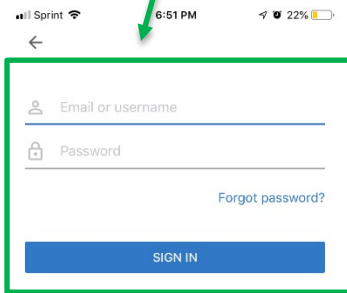 Sprint 6:51 PM 22%
Email or username
Password
Forgot password?
SIGN IN